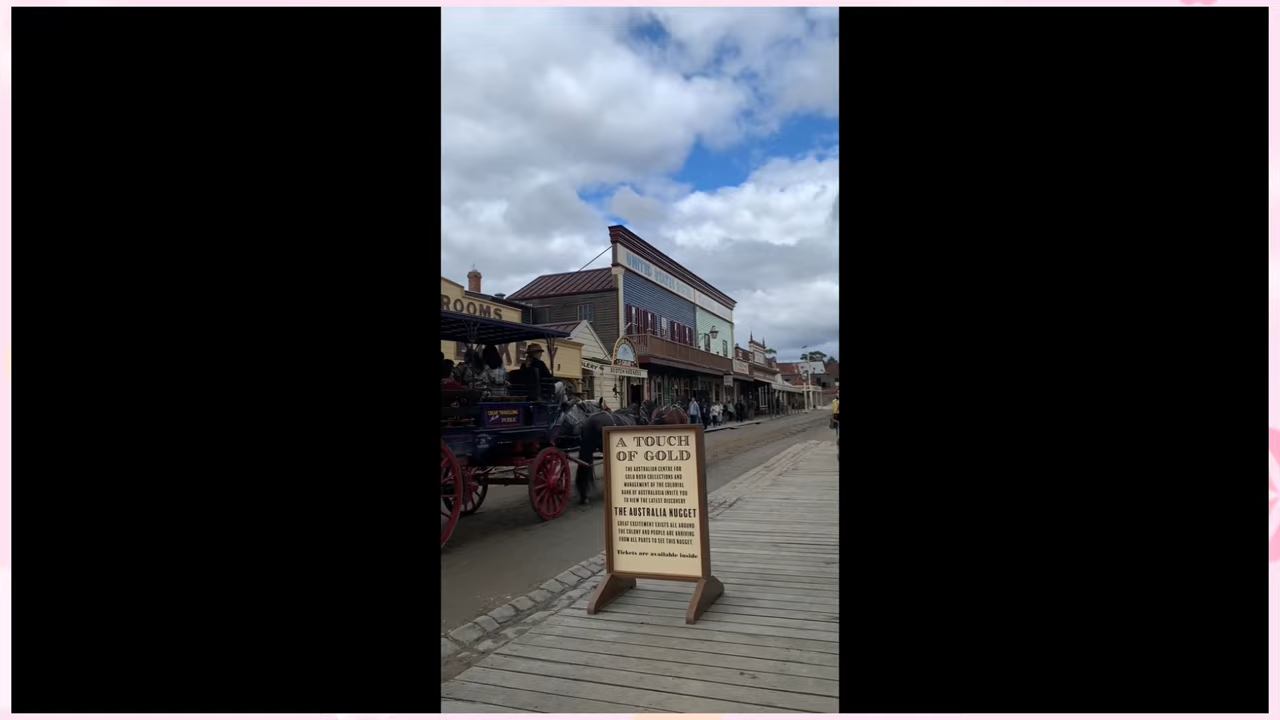 UNITED STATES
ROOMS
A TOUCH
OF GOLD
THE AUSTRALIAN CENTRE FOR
GOLD RUSH COLLECTIONS AND
MANAGEMENT OF THE COLONIAL
BANK OF AUSTRALASIA INVITE YOU
TO VIEW THE LATEST DISCOVERY
THE AUSTRALIA NUGGET
GREAT EXCITEMENT EXISTS ALL AROUND
THE COLONY AND PEOPLE ARE ARRIVING
FROM ALL PARTS TO SEE THIS NUGGET.
Tickets are available inside